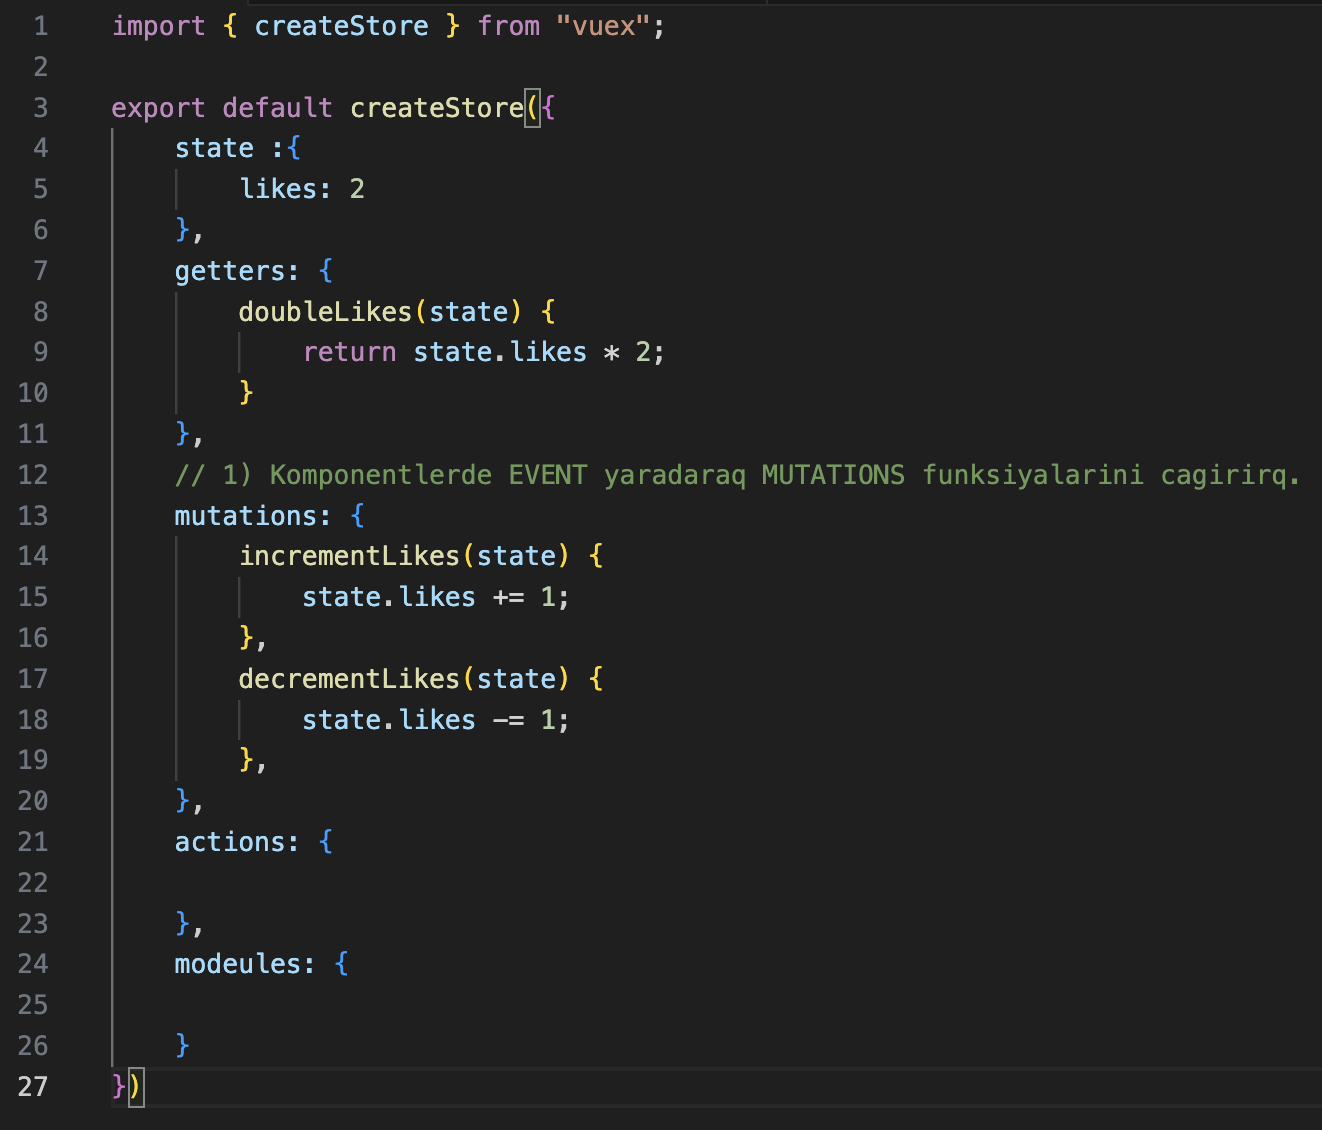 1 import { createStore } from "vuex";
2
3 export default createStore({
4     state :{
5         likes: 2
6     },
7     getters: {
8         doubleLikes(state) {
9             return state.likes * 2;
10         }
11     },
12     // 1) Komponentlerde EVENT yaradaraq MUTATIONS funksiyalarini cagirirq.
13     mutations: {
14         incrementLikes(state) {
15             state.likes += 1;
16         },
17         decrementLikes(state) {
18             state.likes -= 1;
19         },
20     },
21     actions: {
22
23     },
24     modeules: {
25
26     }
27 })